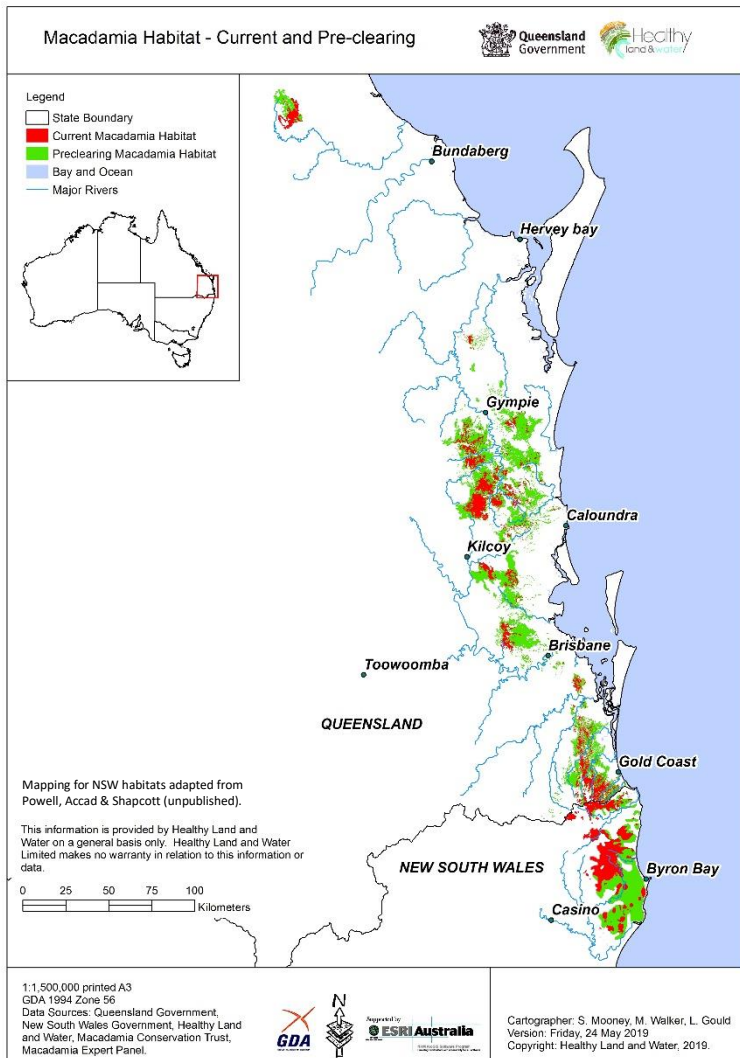 Macadamia Habitat - Current and Pre-clearing
Queensland
Government
Healthy
land & water
Legend
State Boundary
Current Macadamia Habitat
Preclearing Macadamia Habitat
Bay and Ocean
Major Rivers
Bundaberg
Hervey bay
Gympie
Caloundra
Kilcoy
Brisbane
Toowoomba
QUEENSLAND
Gold Coast
Mapping for NSW habitats adapted from
Powell, Accad & Shapcott (unpublished).
This information is provided by Healthy Land and
Water on a general basis only. Healthy Land and Water
Limited makes no warranty in relation to this information or
data.
NEW SOUTH WALES
Byron Bay
Casino
0 25 50 75 100
Kilometers
1:1,500,000 printed A3
GDA 1994 Zone 56
Data Sources: Queensland Government,
New South Wales Government, Healthy Land
and Water, Macadamia Conservation Trust,
Macadamia Expert Panel.
GDA
N
Supported by
ESRI Australia
Cartographer: S. Mooney, M. Walker, L. Gould
Version: Friday, 24 May 2019
Copyright: Healthy Land and Water, 2019.